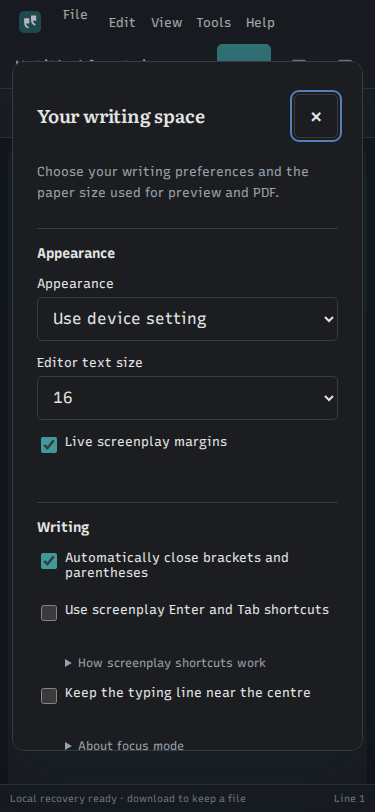 File Edit View Tools Help
Your writing space
×
Choose your writing preferences and the
paper size used for preview and PDF.
Appearance
Appearance
Use device setting
Editor text size
16
Live screenplay margins
Writing
Automatically close brackets and
parentheses
Use screenplay Enter and Tab shortcuts
How screenplay shortcuts work
Keep the typing line near the centre
About focus mode
Local recovery ready · download to keep a file
Line 1